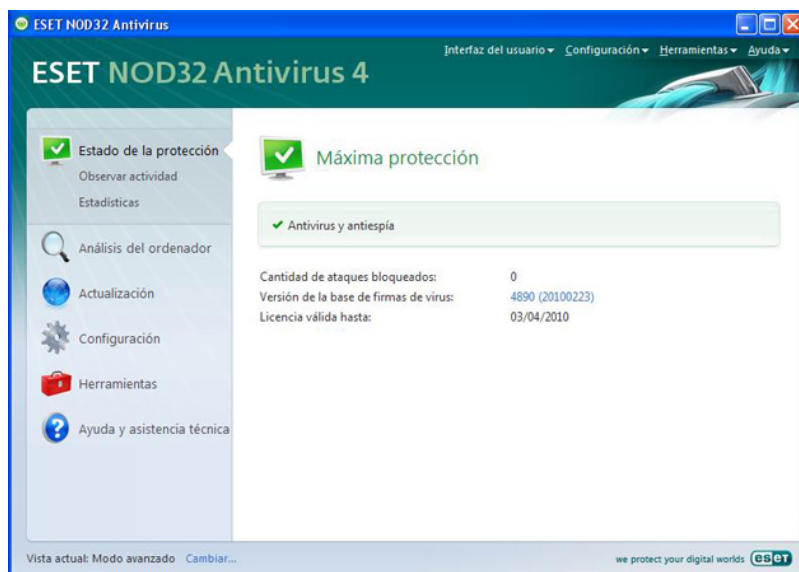 ESET NOD32 Antivirus
Interfaz del usuario Configuración Herramientas Ayuda
ESET NOD32 Antivirus 4
Estado de la protección
Observar actividad
Estadísticas
Análisis del ordenador
Actualización
Configuración
Herramientas
Ayuda y asistencia técnica
Máxima protección
Antivirus y antiespía
Cantidad de ataques bloqueados: 0
Versión de la base de firmas de virus: 4890 (20100223)
Licencia válida hasta: 03/04/2010
Vista actual: Modo avanzado Cambiar...
we protect your digital worlds eset